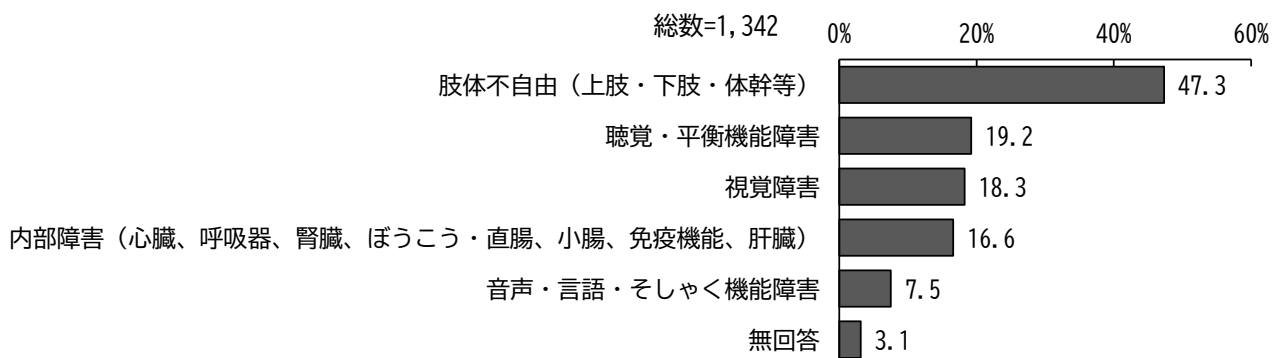 総数=1,342
0% 20% 40% 60%
肢体不自由（上肢・下肢・体幹等） 47.3
聴覚・平衡機能障害 19.2
視覚障害 18.3
内部障害（心臓、呼吸器、腎臓、ぼうこう・直腸、小腸、免疫機能、肝臓） 16.6
音声・言語・そしゃく機能障害 7.5
無回答 3.1